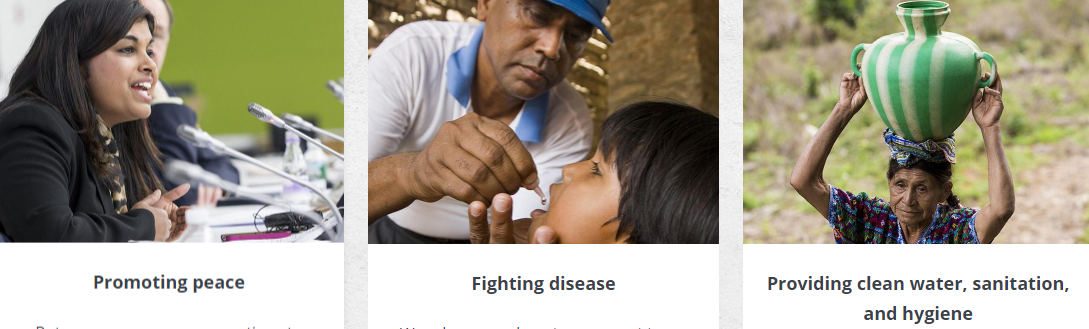 Promoting peace
Fighting disease
Providing clean water, sanitation,
and hygiene